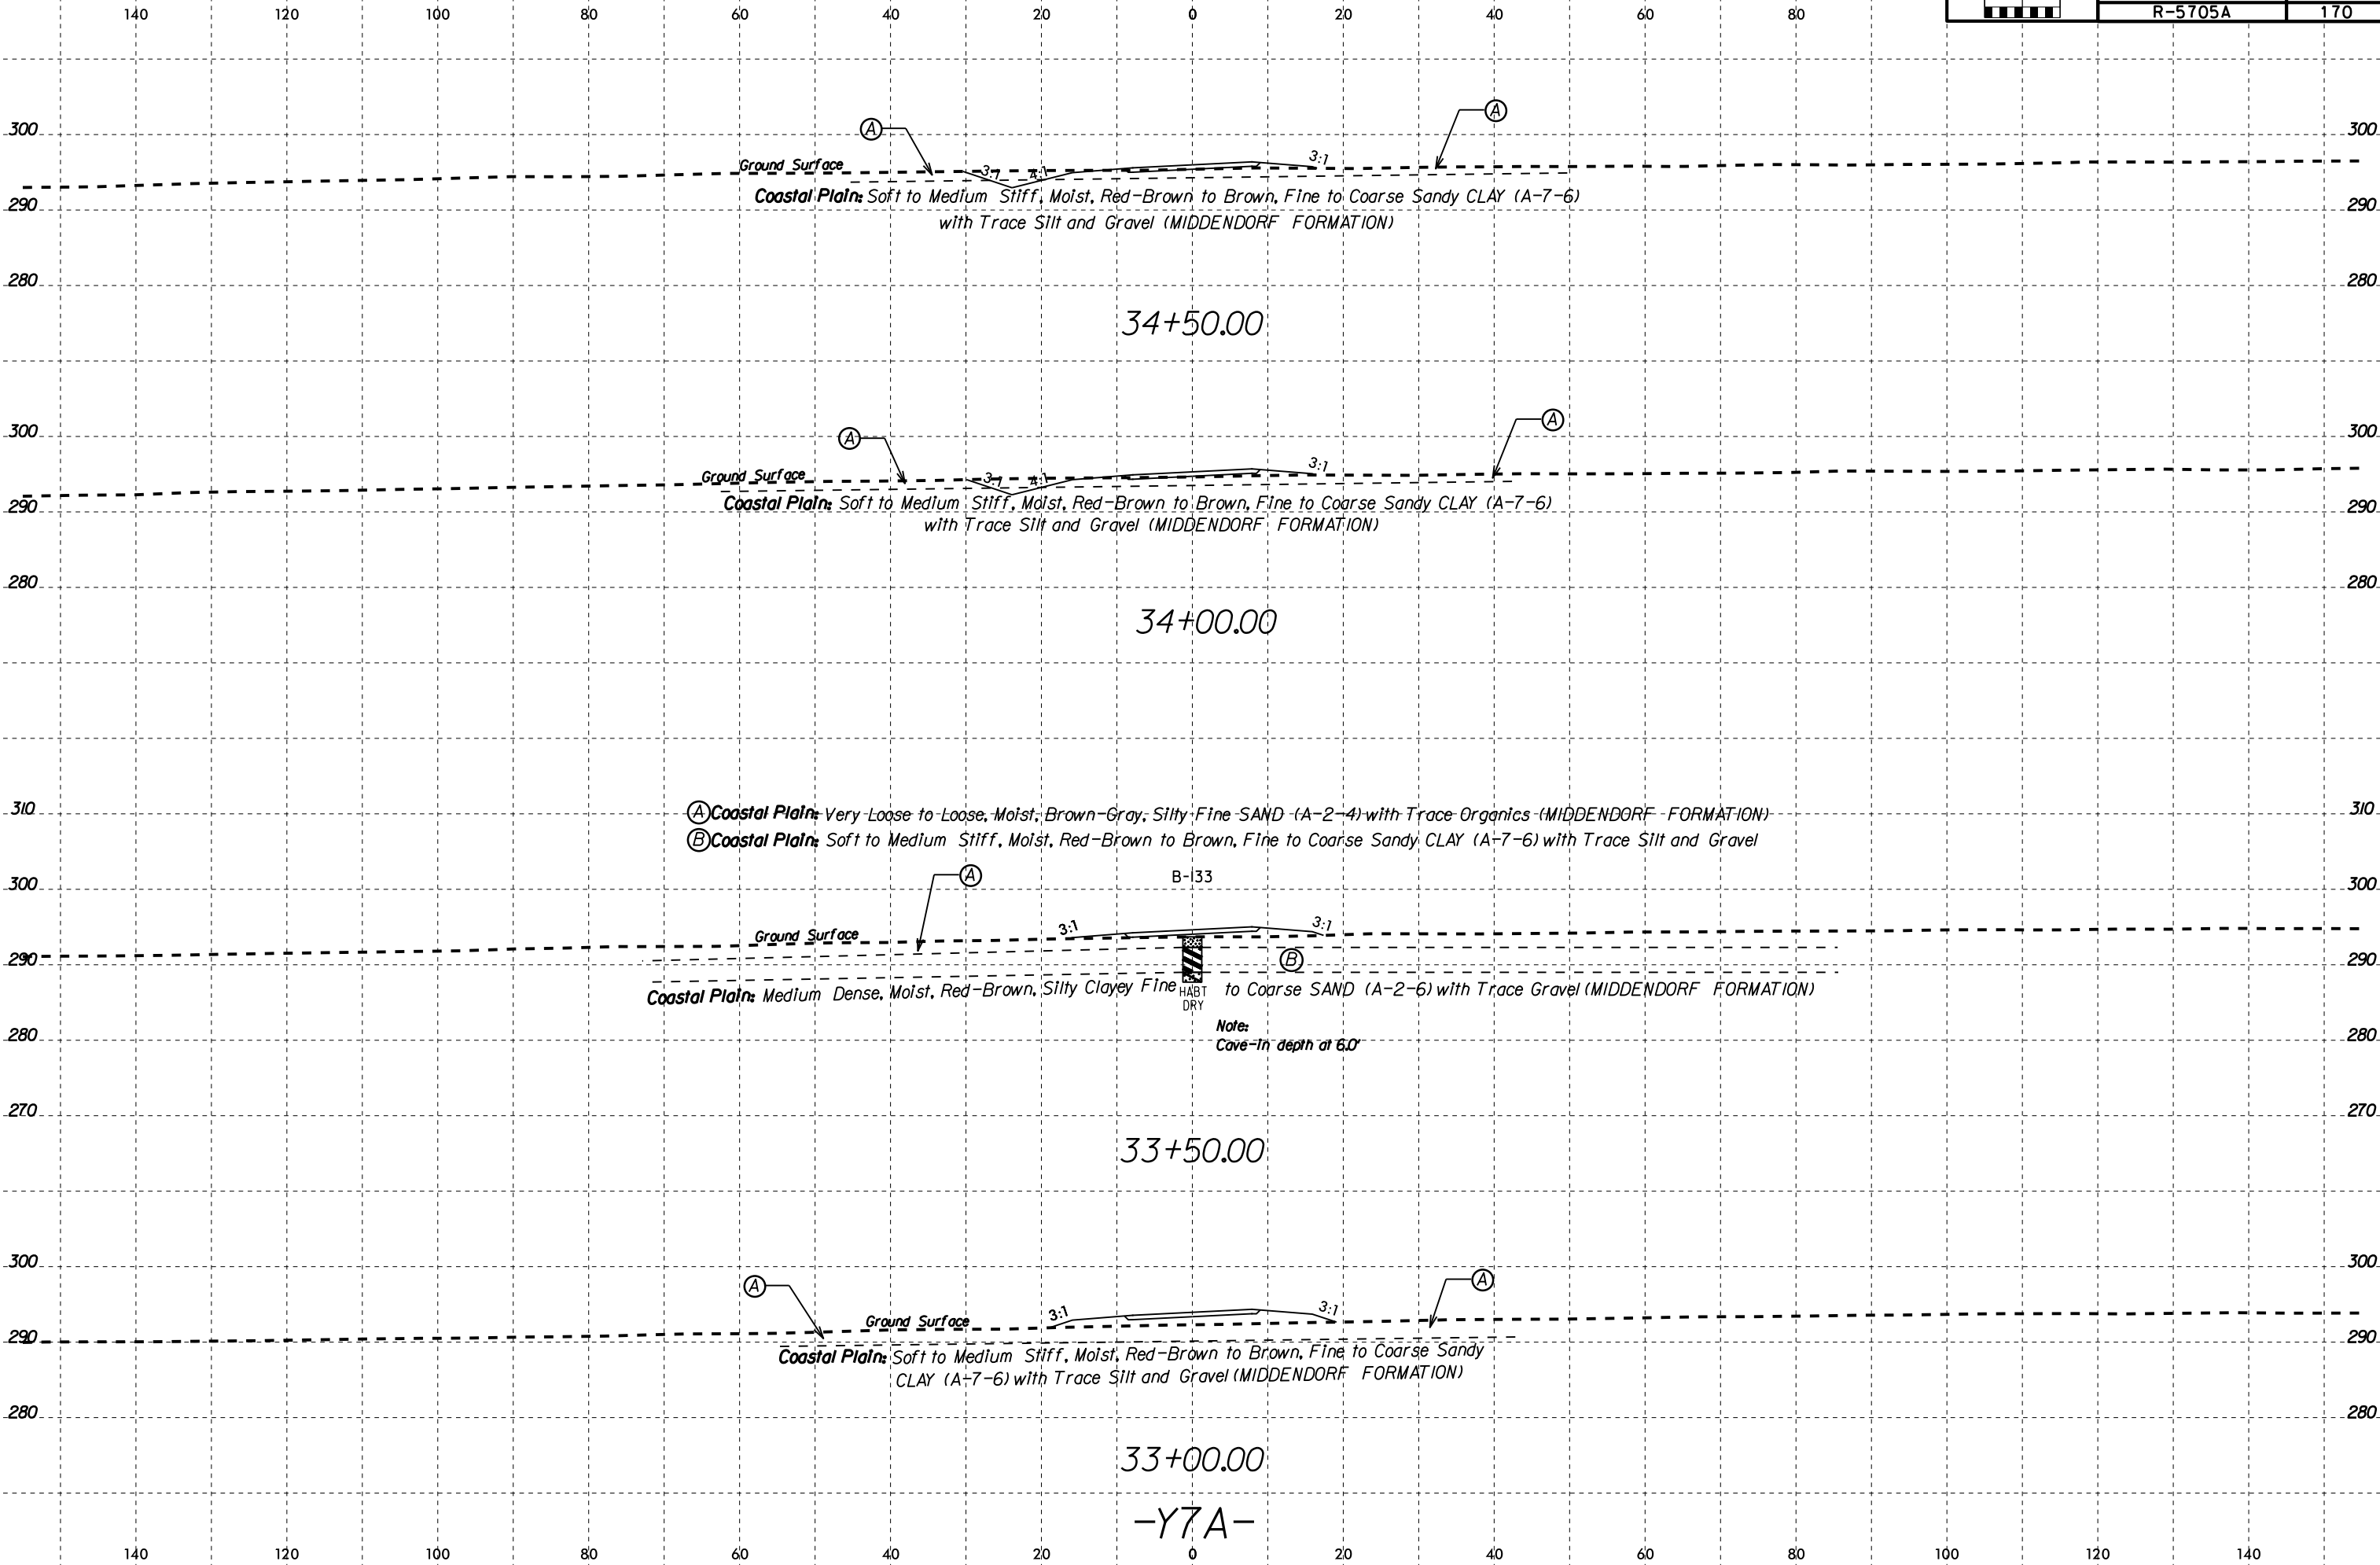 140 120 100 80 60 40 20 0 20 40 60 80
R-5705A 170
A
A
300 300
Ground Surface
3:1 4:1 3:1
Coastal Plain: Soft to Medium Stiff, Moist, Red-Brown to Brown, Fine to Coarse Sandy CLAY (A-7-6)
290 290
with Trace Silt and Gravel (MIDDENDORF FORMATION)
280 280
34+50.00
A
A
300 300
Ground Surface
3:1 4:1 3:1
Coastal Plain: Soft to Medium Stiff, Moist, Red-Brown to Brown, Fine to Coarse Sandy CLAY (A-7-6)
290 290
with Trace Silt and Gravel (MIDDENDORF FORMATION)
280 280
34+00.00
310 310
A Coastal Plain: Very Loose to Loose, Moist, Brown-Gray, Silty Fine SAND (A-2-4) with Trace Organics (MIDDENDORF FORMATION)
B Coastal Plain: Soft to Medium Stiff, Moist, Red-Brown to Brown, Fine to Coarse Sandy CLAY (A-7-6) with Trace Silt and Gravel
A
B-133
300 300
Ground Surface
3:1 3:1
290 290
B
Coastal Plain: Medium Dense, Moist, Red-Brown, Silty Clayey Fine to Coarse SAND (A-2-6) with Trace Gravel (MIDDENDORF FORMATION)
HABT
DRY
Note:
Cave-in depth at 6.0'
280 280
270 270
33+50.00
300 300
A
A
Ground Surface
3:1 3:1
290 290
Coastal Plain: Soft to Medium Stiff, Moist, Red-Brown to Brown, Fine to Coarse Sandy
CLAY (A-7-6) with Trace Silt and Gravel (MIDDENDORF FORMATION)
280 280
33+00.00
-Y7A-
140 120 100 80 60 40 20 0 20 40 60 80 100 120 140